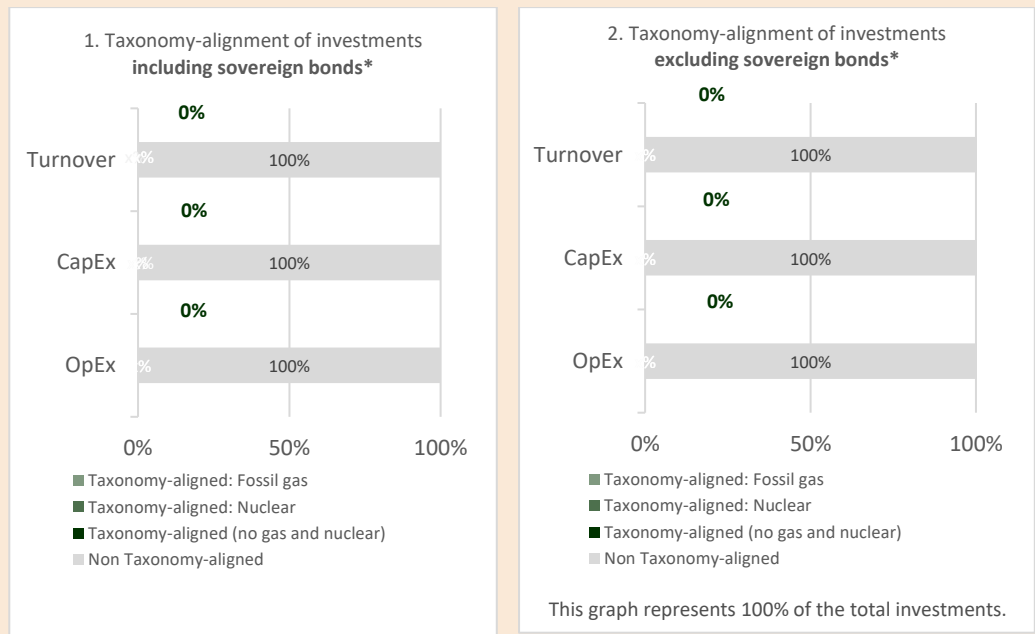 1. Taxonomy-alignment of investments
including sovereign bonds*
0%
Turnover
100%
0%
CapEx
100%
0%
OpEx
100%
0%
50%
100%
Taxonomy-aligned: Fossil gas
Taxonomy-aligned: Nuclear
Taxonomy-aligned (no gas and nuclear)
Non Taxonomy-aligned
2. Taxonomy-alignment of investments
excluding sovereign bonds*
0%
Turnover
100%
0%
CapEx
100%
0%
OpEx
100%
0%
50%
100%
Taxonomy-aligned: Fossil gas
Taxonomy-aligned: Nuclear
Taxonomy-aligned (no gas and nuclear)
Non Taxonomy-aligned
This graph represents 100% of the total investments.